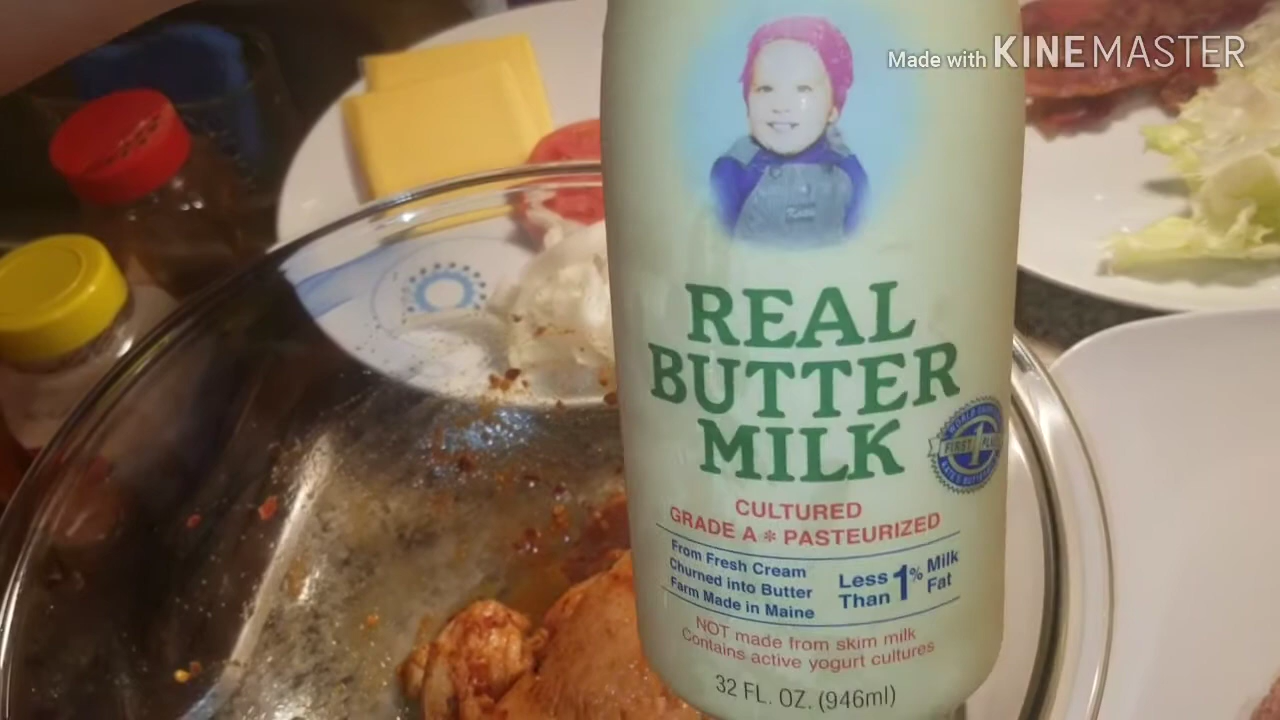 Made with KINEMASTER
REAL
BUTTER
MILK
FIRST
1
CULTURED
GRADE A * PASTEURIZED
From Fresh Cream
Churned into Butter
Farm Made in Maine
Less Than 1% Milk Fat
NOT made from skim milk
Contains active yogurt cultures
32 FL. OZ. (946ml)